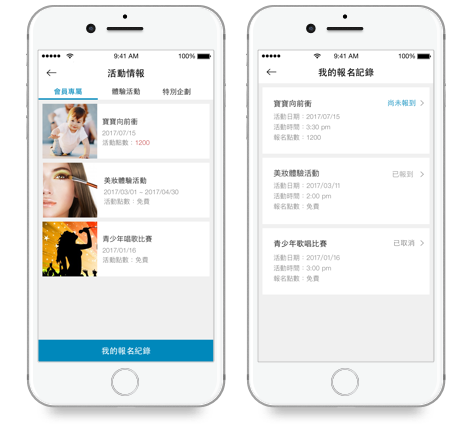 9:41 AM 100%
活動情報
會員專屬 體驗活動 特別企劃
寶寶向前衝
2017/07/15
活動點數：1200
美妝體驗活動
2017/03/01 ~ 2017/04/30
活動點數：免費
青少年唱歌比賽
2017/01/16
活動點數：免費
我的報名紀錄
9:41 AM 100%
我的報名紀錄
寶寶向前衝 尚未報到
活動日期：2017/07/15
活動時間：3:30 pm
報名點數：1200
美妝體驗活動 已報到
活動日期：2017/03/11
活動時間：2:00 pm
報名點數：免費
青少年歌唱比賽 已取消
活動日期：2017/01/16
活動時間：3:00 pm
報名點數：免費